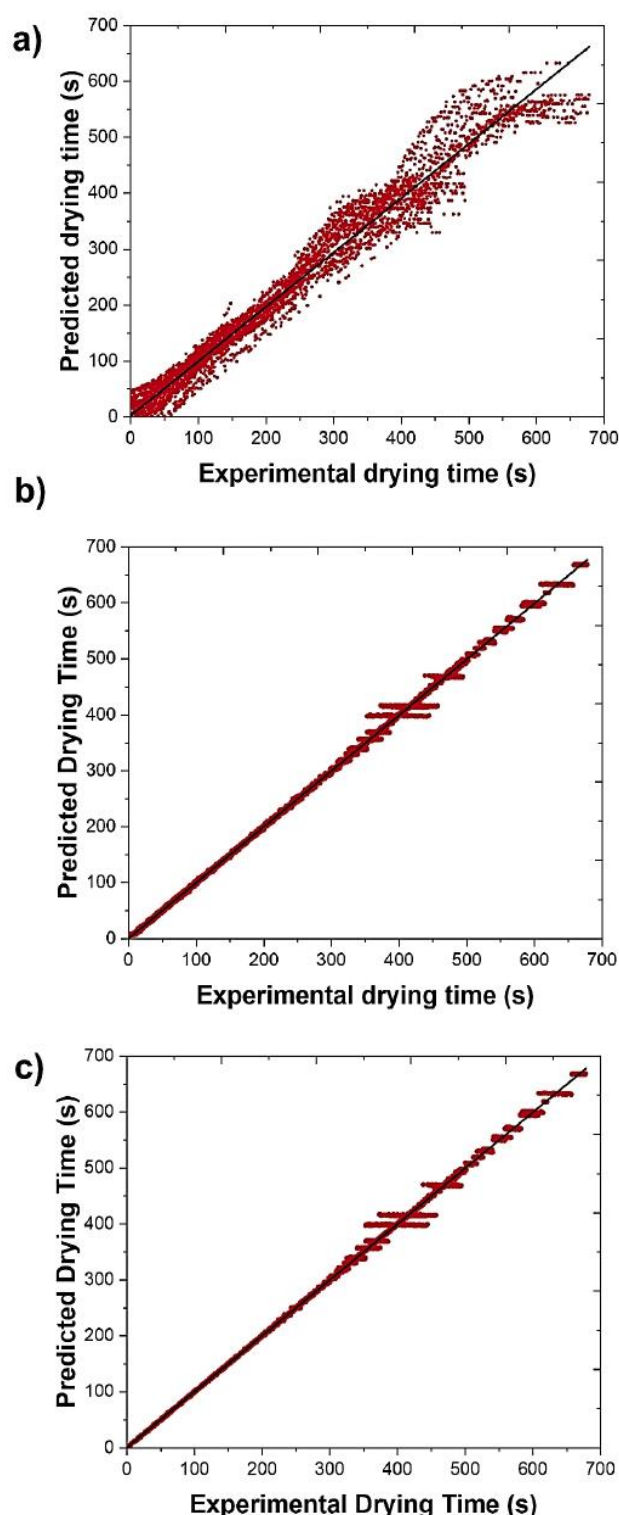 a)
700
600
500
400
300
200
100
0
Predicted drying time (s)
0 100 200 300 400 500 600 700
Experimental drying time (s)
b)
700
600
500
400
300
200
100
0
Predicted Drying Time (s)
0 100 200 300 400 500 600 700
Experimental drying time (s)
c)
700
600
500
400
300
200
100
0
Predicted Drying Time (s)
0 100 200 300 400 500 600 700
Experimental Drying Time (s)